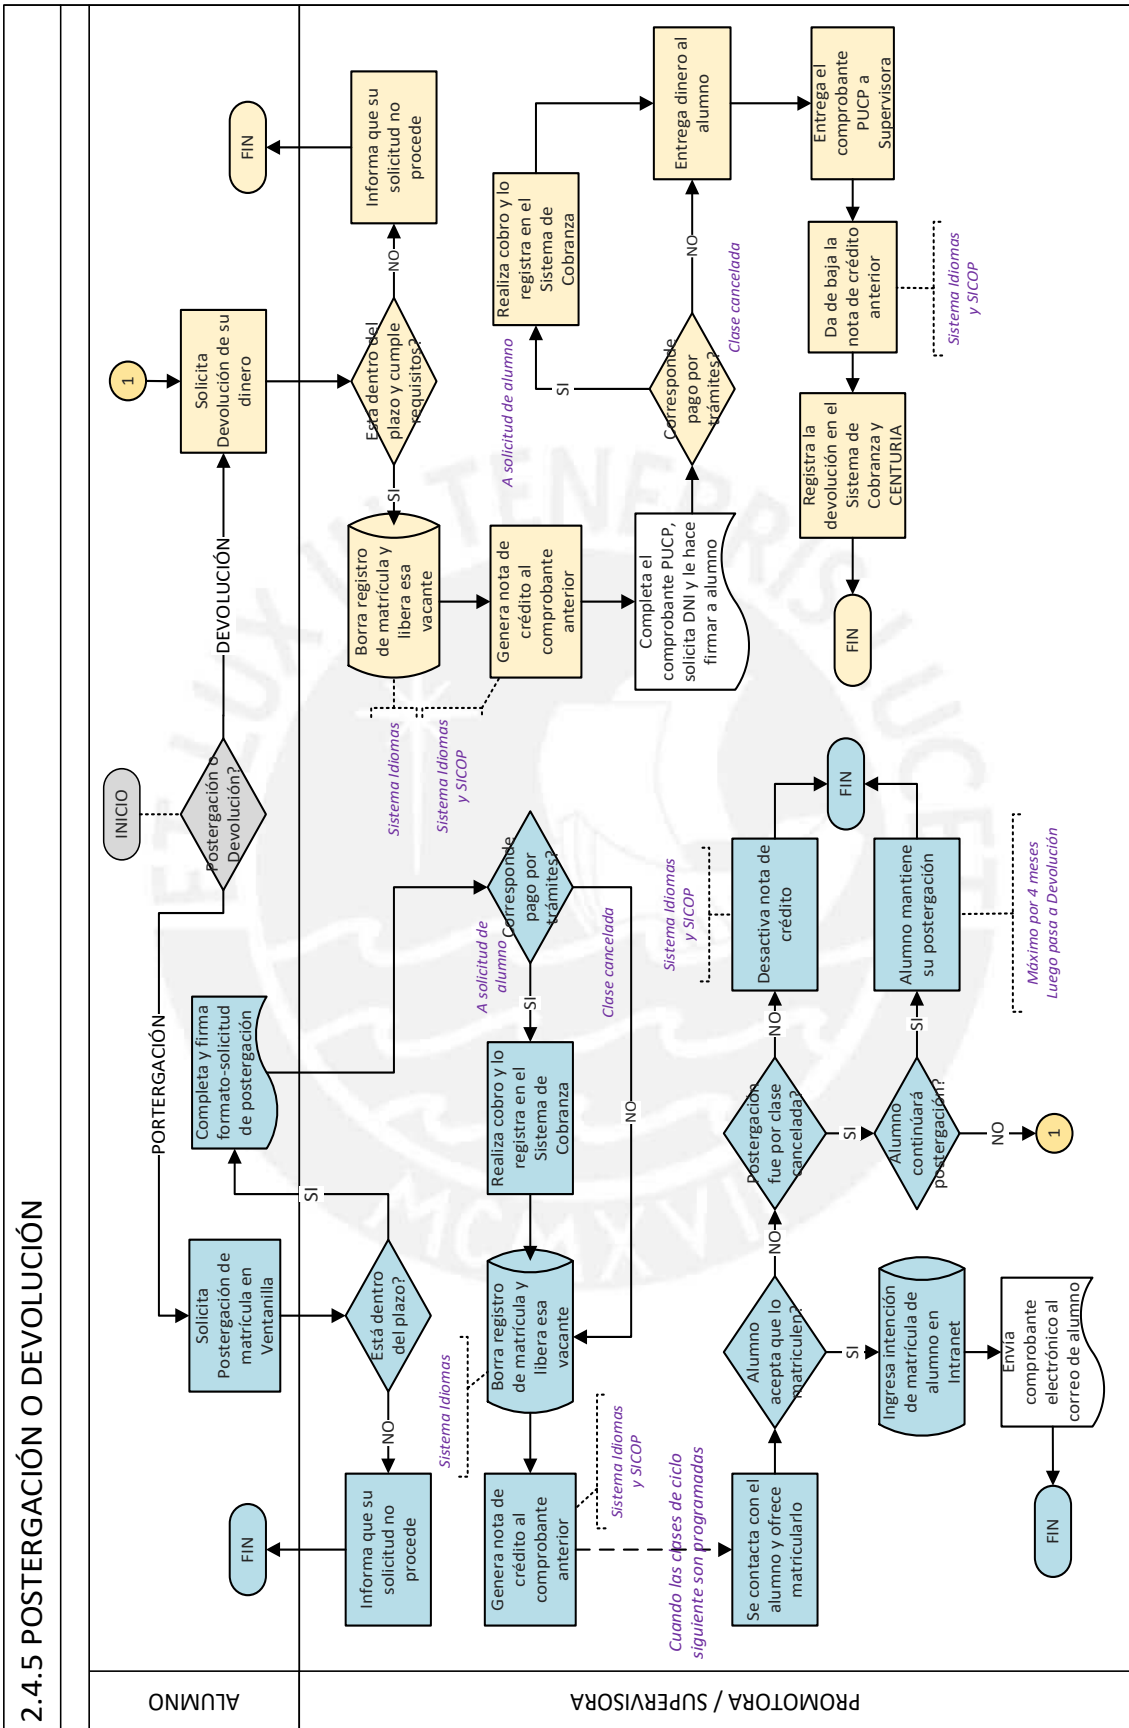 2.4.5 POSTERGACIÓN O DEVOLUCIÓN
ALUMNO
PROMOTORA / SUPERVISORA
INICIO
Postergación o
Devolución?
PORTERGACIÓN
DEVOLUCIÓN
Solicita
Postergación de
matrícula en
Ventanilla
Está dentro
del plazo?
NO
SI
Informa que su
solicitud no
procede
FIN
Completa y firma
formato-solicitud
de postergación
Corresponde
pago por
trámites?
A solicitud de
alumno
SI
Clase cancelada
NO
Realiza cobro y lo
registra en el
Sistema de
Cobranza
Borra registro
de matrícula y
libera esa
vacante
Sistema Idiomas
Genera nota de
crédito al
comprobante
anterior
Sistema Idiomas
y SICOP
Cuando las clases de ciclo
siguiente son programadas
Se contacta con el
alumno y ofrece
matricularlo
Alumno
acepta que lo
matriculen?
SI
NO
Ingresa intención
de matrícula de
alumno en
Intranet
Envía
comprobante
electrónico al
correo de alumno
FIN
Postergación
fue por clase
cancelada?
NO
SI
Desactiva nota de
crédito
Sistema Idiomas
y SICOP
Alumno
continúará
postergación?
SI
NO
1
Alumno mantiene
su postergación
Máximo por 4 meses
Luego pasa a Devolución
FIN
1
Solicita
Devolución de su
dinero
Está dentro del
plazo y cumple
requisitos?
NO
SI
Informa que su
solicitud no
procede
FIN
Borra registro
de matrícula y
libera esa
vacante
Sistema Idiomas
Genera nota de
crédito al
comprobante
anterior
Sistema Idiomas
y SICOP
Completa el
comprobante PUCP,
solicita DNI y le hace
firmar a alumno
Corresponde
pago por
trámites?
A solicitud de alumno
SI
NO
Clase cancelada
Realiza cobro y lo
registra en el
Sistema de
Cobranza
Entrega dinero al
alumno
Entrega el
comprobante
PUCP a
Supervisora
Da de baja la
nota de crédito
anterior
Sistema Idiomas
y SICOP
Registra la
devolución en el
Sistema de
Cobranza y
CENTURIA
FIN
ET LUX IN TENEBRIS LUCET
MCMXVII